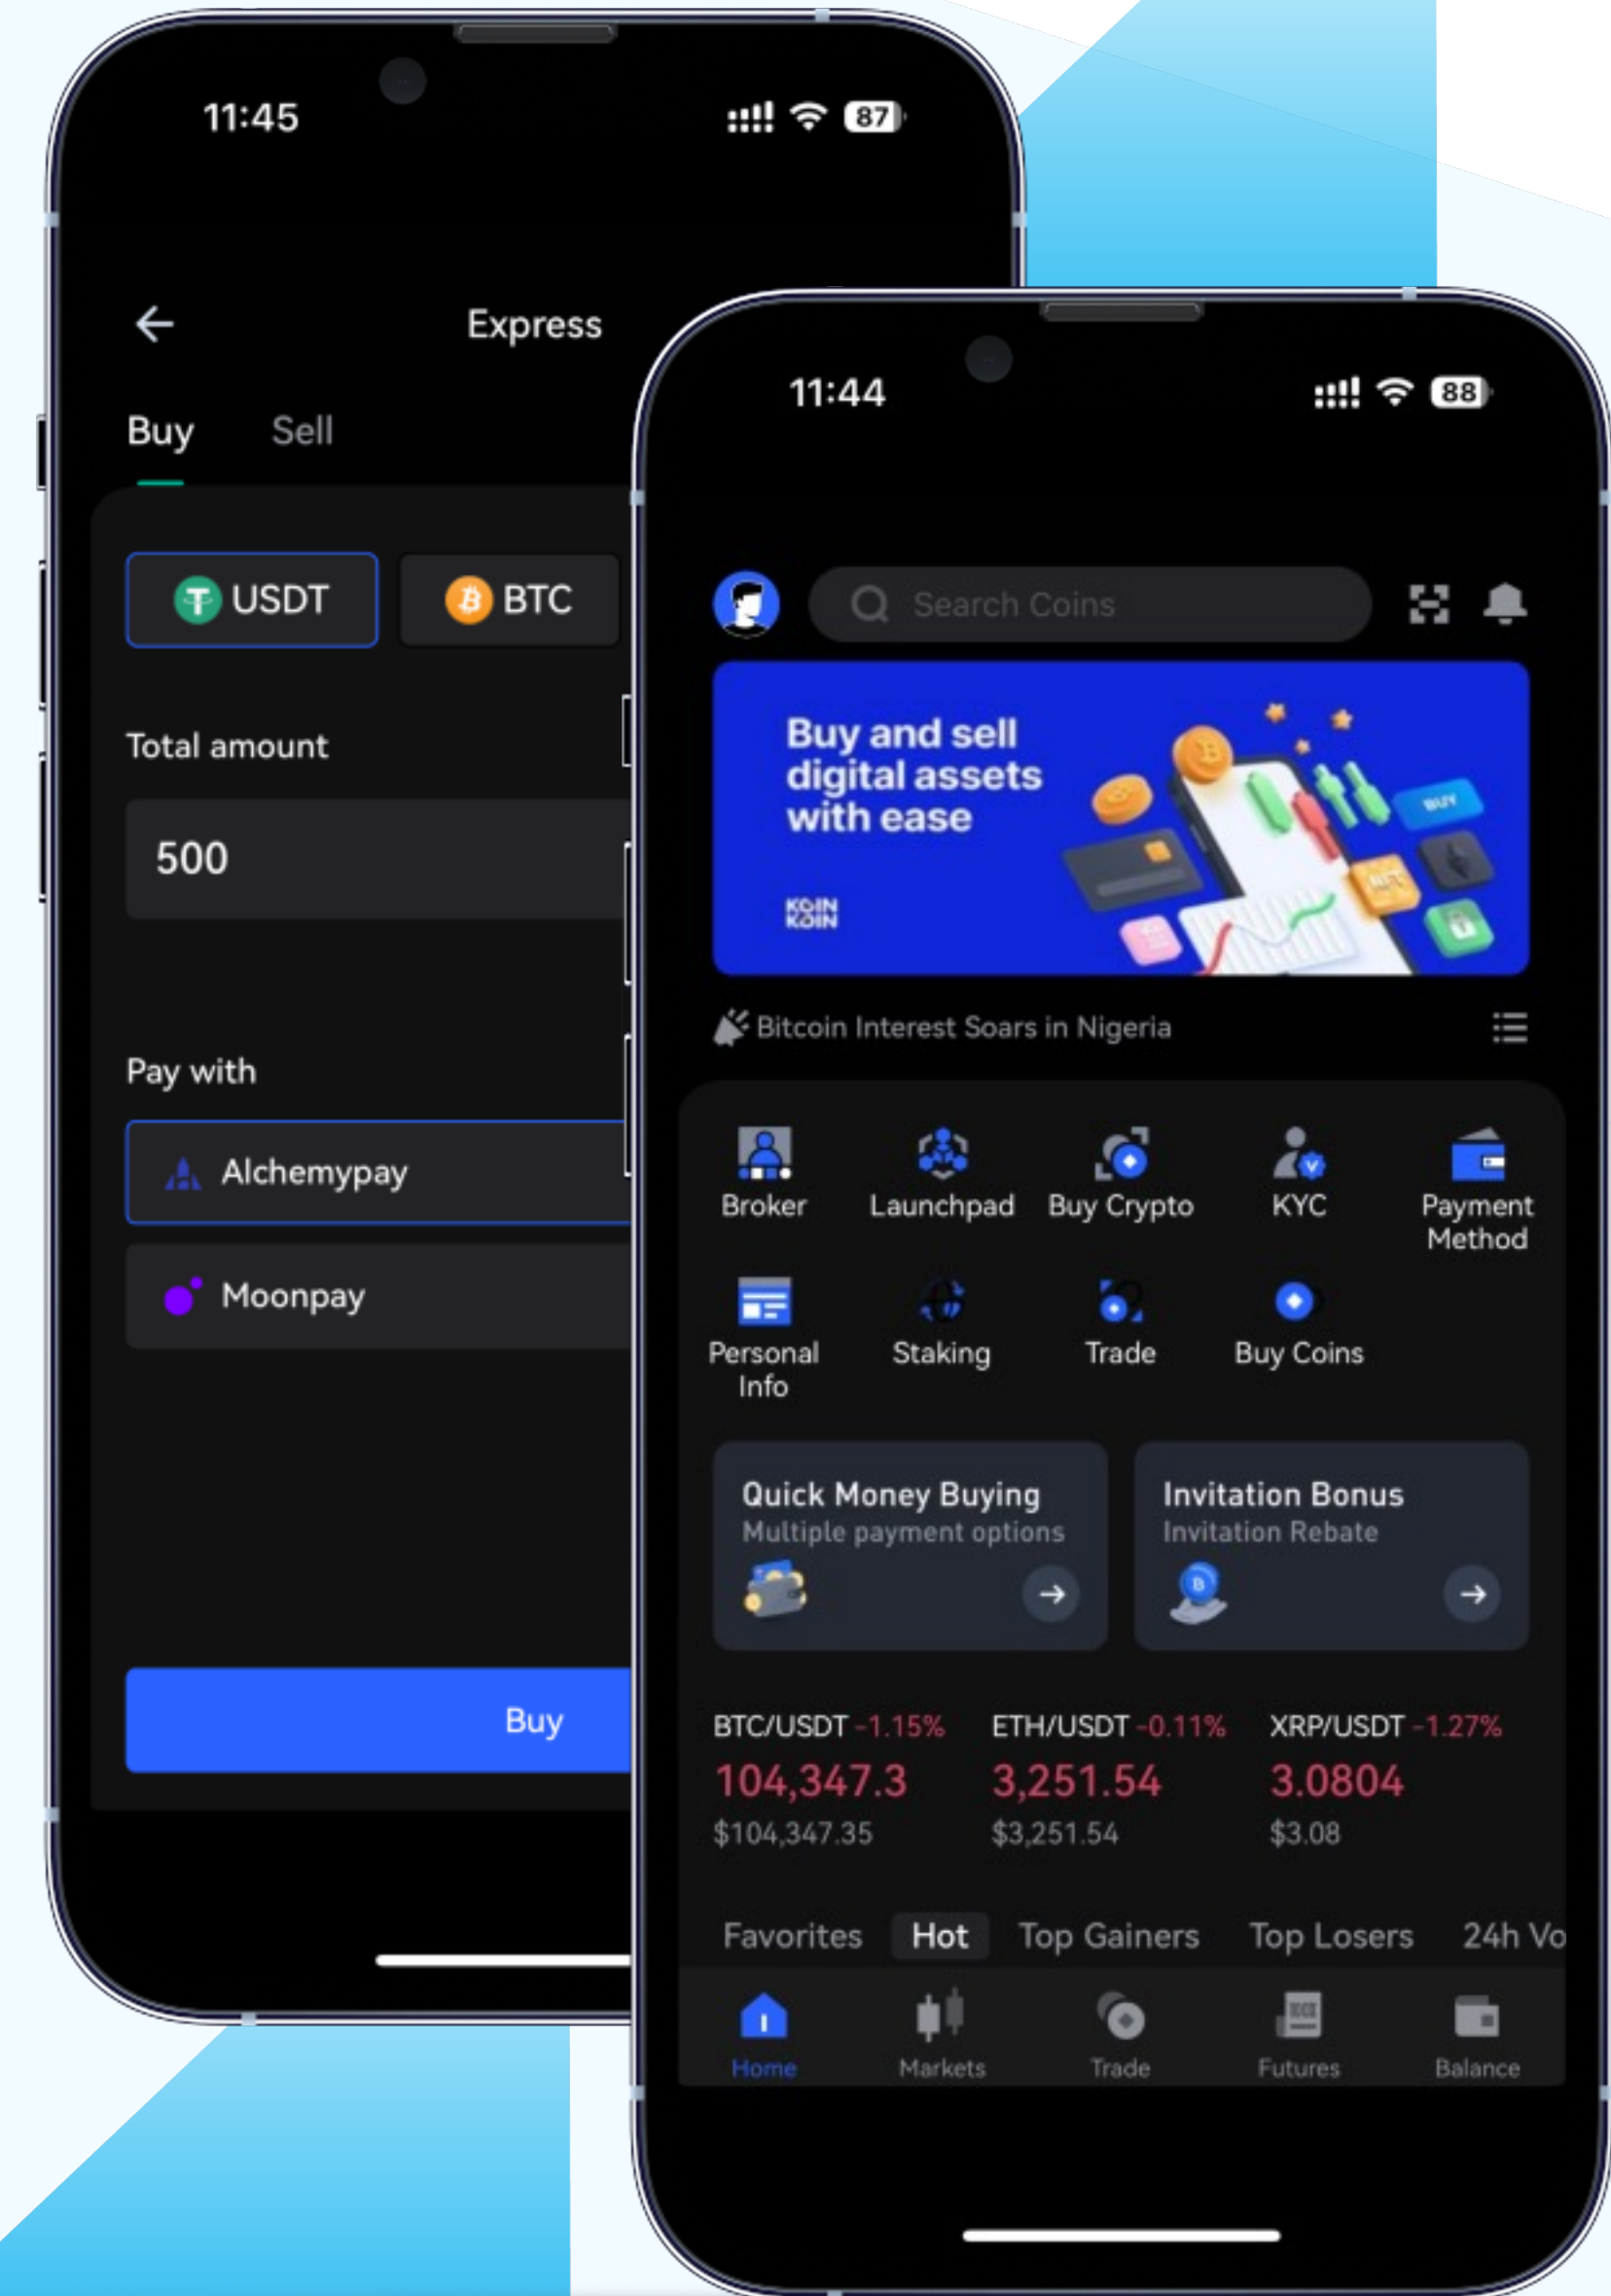 11:45
87
Express
Buy
Sell
USDT
BTC
Total amount
500
Pay with
Alchemypay
Moonpay
Buy
11:44
88
Search Coins
Buy and sell
digital assets
with ease
BUY
NFT
KOIN
KOIN
Bitcoin Interest Soars in Nigeria
Broker
Launchpad
Buy Crypto
KYC
Payment
Method
Personal
Info
Staking
Trade
Buy Coins
Quick Money Buying
Multiple payment options
Invitation Bonus
Invitation Rebate
BTC/USDT -1.15%
ETH/USDT -0.11%
XRP/USDT -1.27%
104,347.3
3,251.54
3.0804
$104,347.35
$3,251.54
$3.08
Favorites
Hot
Top Gainers
Top Losers
24h Vo
100X
Home
Markets
Trade
Futures
Balance